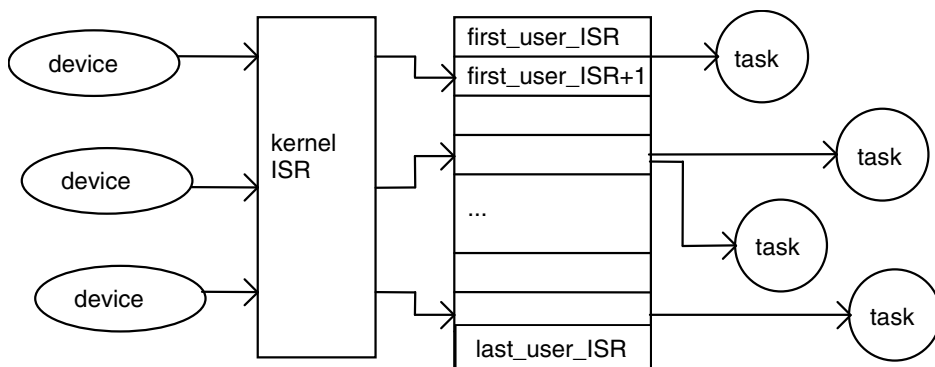 device
device
device
kernel
ISR
first_user_ISR
first_user_ISR+1
...
last_user_ISR
task
task
task
task